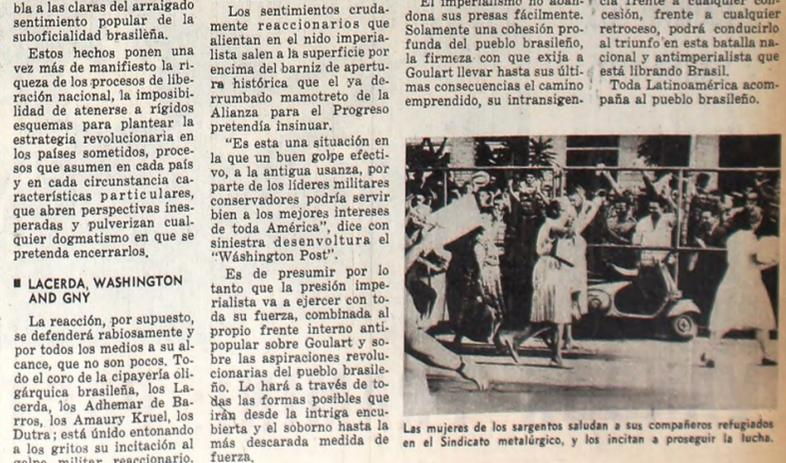 bla a las claras del arraigado
sentimiento popular de la
suboficialidad brasileña.
Estos hechos ponen una
vez más de manifiesto la ri-
queza de los procesos de libe-
ración nacional, la imposibi-
lidad de atenerse a rígidos
esquemas para plantear la
estrategia revolucionaria en
los países sometidos, proce-
sos que asumen en cada país
y en cada circunstancia ca-
racterísticas particulares,
que abren perspectivas ines-
peradas y pulverizan cual-
quier dogmatismo en que se
pretenda encerrarlos.
■ LACERDA, WASHINGTON
AND GNY
La reacción, por supuesto,
se defenderá rabiosamente y
por todos los medios a su al-
cance, que no son pocos. To-
do el coro de la cipayería oli-
gárquica brasileña, los La-
cerda, los Adhemar de Ba-
rros, los Amaury Kruel, los
Dutra; está únido entonando
a los gritos su incitación al
golpe militar reaccionario.
Los sentimientos cruda-
mente reaccionarios que
alientan en el nido imperia-
lista salen a la superficie por
encima del barniz de apertu-
ra histórica que el ya de-
rrumbado mamotreto de la
Alianza para el Progreso
pretendía insinuar.
"Es esta una situación en
la que un buen golpe efecti-
vo, a la antigua usanza, por
parte de los líderes militares
conservadores podría servir
bien a los mejores intereses
de toda América", dice con
siniestra desenvoltura el
"Wáshington Post".
Es de presumir por lo
tanto que la presión impe-
rialista va a ejercer con to-
da su fuerza, combinada al
propio frente interno anti-
popular sobre Goulart y so-
bre las aspiraciones revolu-
cionarias del pueblo brasile-
ño. Lo hará a través de to-
das las formas posibles que
irán desde la intriga encu-
bierta y el soborno hasta la
más descarada medida de
fuerza.
El imperialismo no aban-
dona sus presas fácilmente.
Solamente una cohesión pro-
funda del pueblo brasileño,
la firmeza con que exija a
Goulart llevar hasta sus últi-
mas consecuencias el camino
emprendido, su intransigen-
cia frente a cualquier con-
cesión, frente a cualquier
retroceso, podrá conducirlo
al triunfo en esta batalla na-
cional y antimperialista que
está librando Brasil.
Toda Latinoamérica acom-
paña al pueblo brasileño.
Las mujeres de los sargentos saludan a sus compañeros refugiados
en el Sindicato metalúrgico, y los incitan a proseguir la lucha.